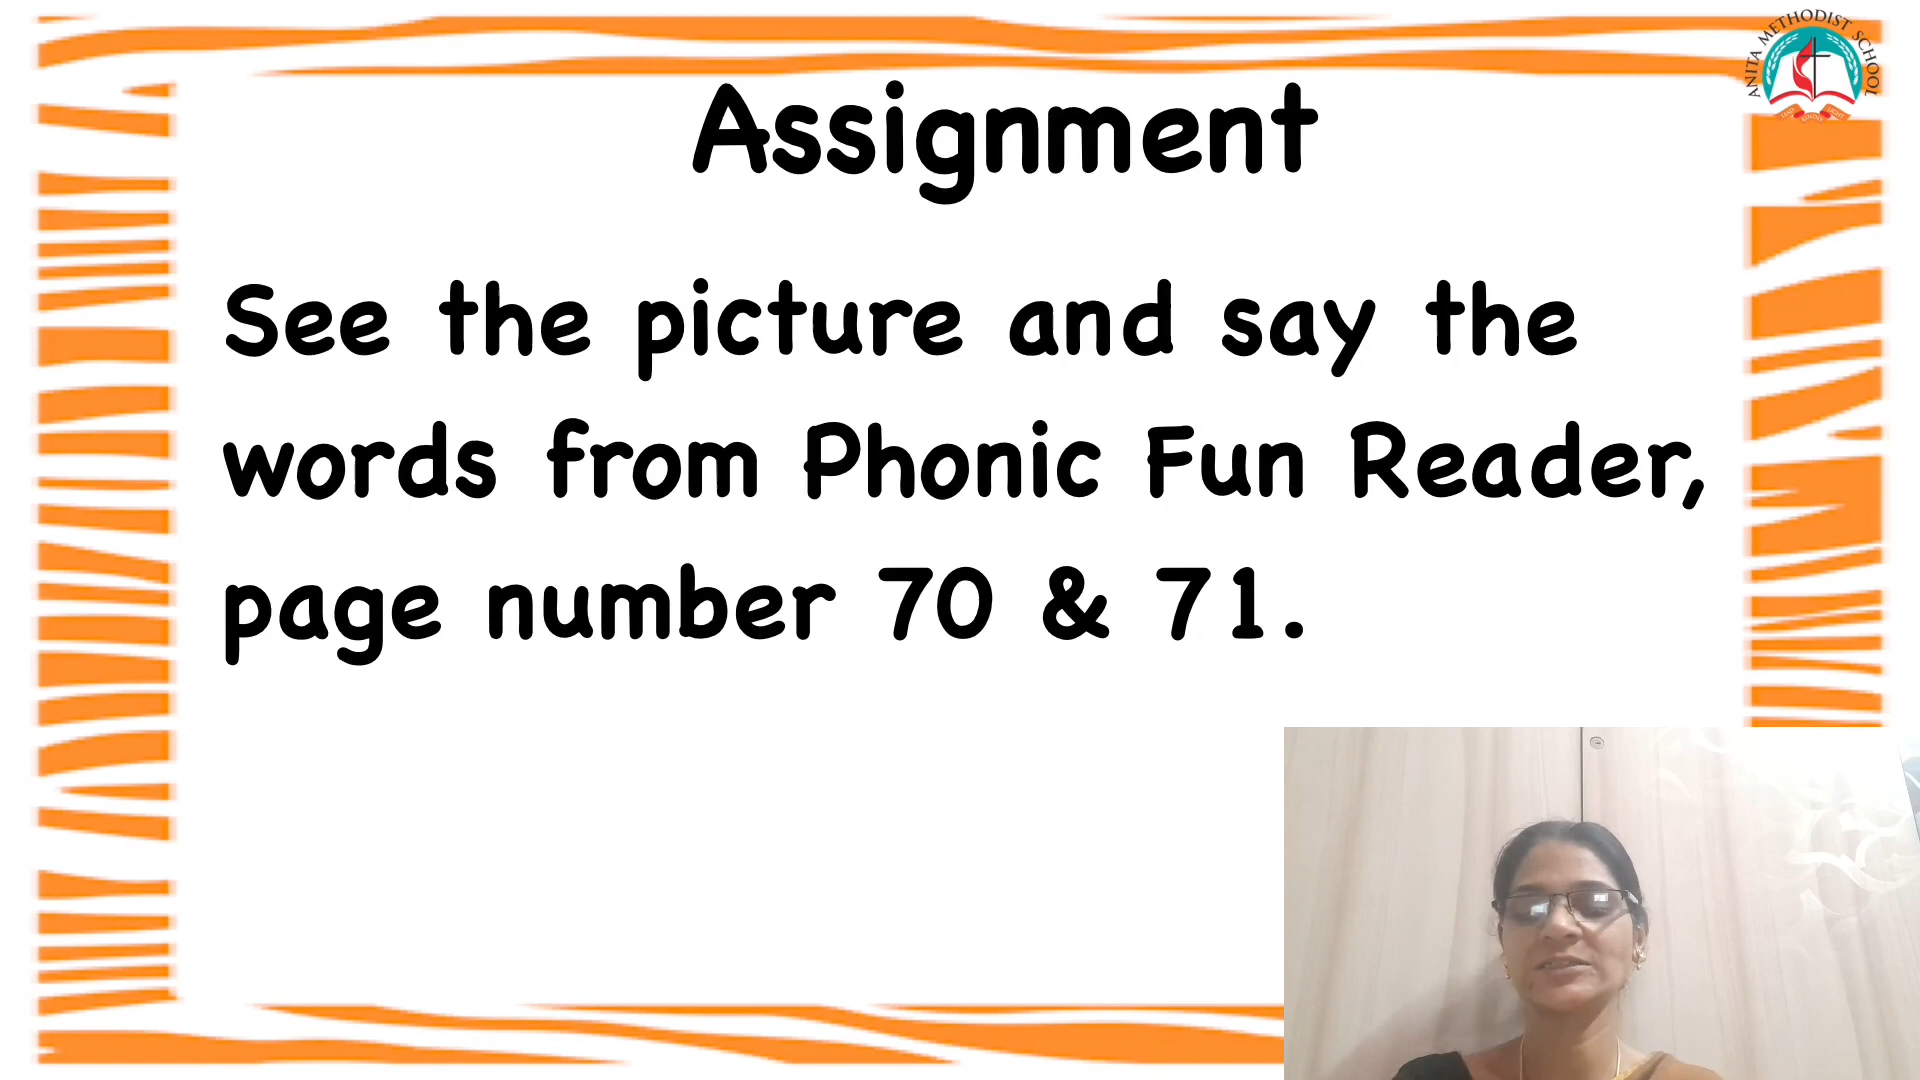 ANITA METHODIST SCHOOL
Assignment
See the picture and say the
words from Phonic Fun Reader,
page number 70 & 71.